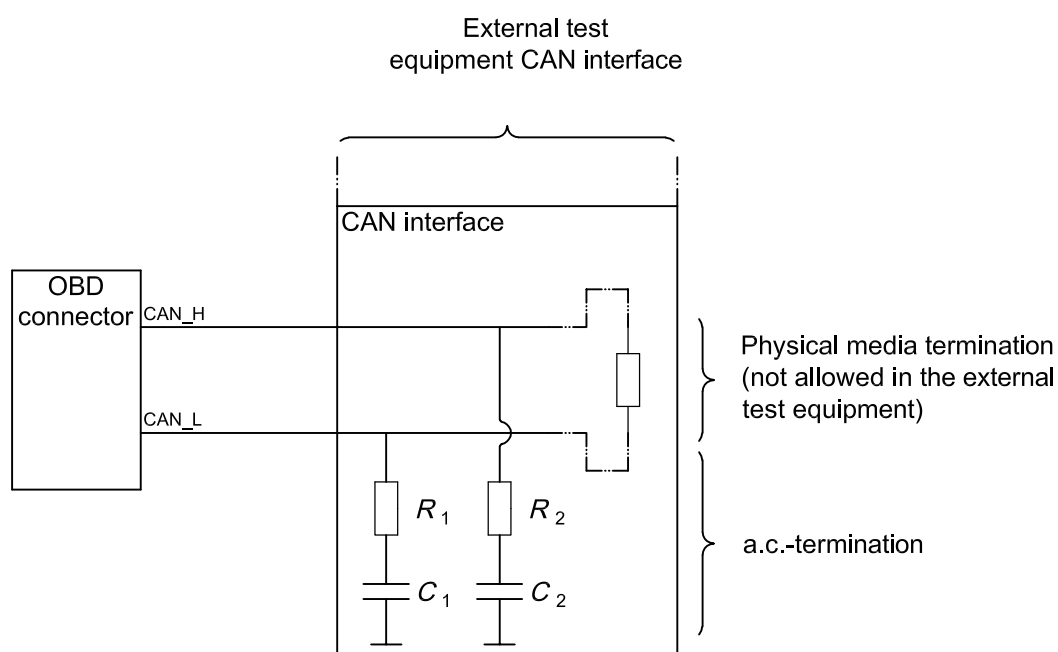 External test
equipment CAN interface
CAN interface
OBD
connector
CAN_H
CAN_L
Physical media termination
(not allowed in the external
test equipment)
R1
R2
a.c.-termination
C1
C2